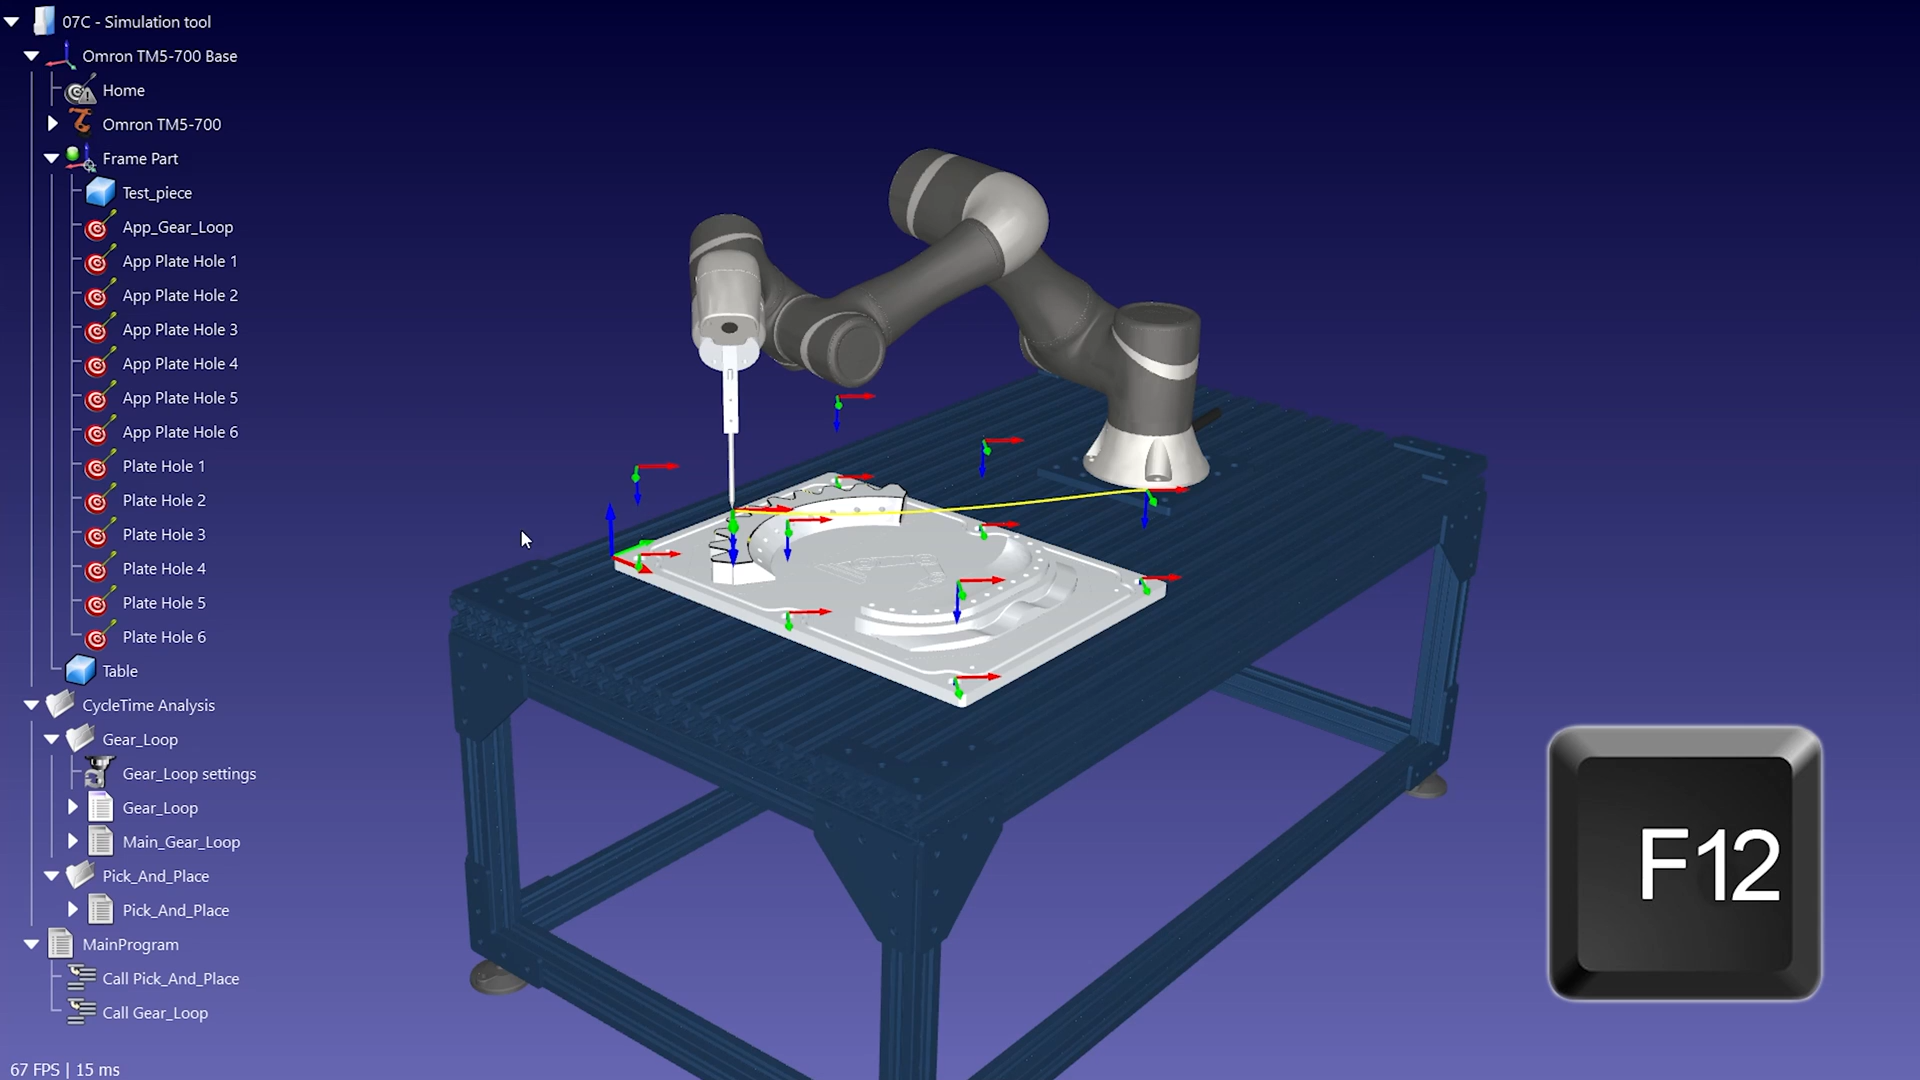 07C - Simulation tool
Omron TM5-700 Base
Home
Omron TM5-700
Frame Part
Test_piece
App_Gear_Loop
App Plate Hole 1
App Plate Hole 2
App Plate Hole 3
App Plate Hole 4
App Plate Hole 5
App Plate Hole 6
Plate Hole 1
Plate Hole 2
Plate Hole 3
Plate Hole 4
Plate Hole 5
Plate Hole 6
Table
CycleTime Analysis
Gear_Loop
Gear_Loop settings
Gear_Loop
Main_Gear_Loop
Pick_And_Place
Pick_And_Place
MainProgram
Call Pick_And_Place
Call Gear_Loop
67 FPS | 15 ms
F12